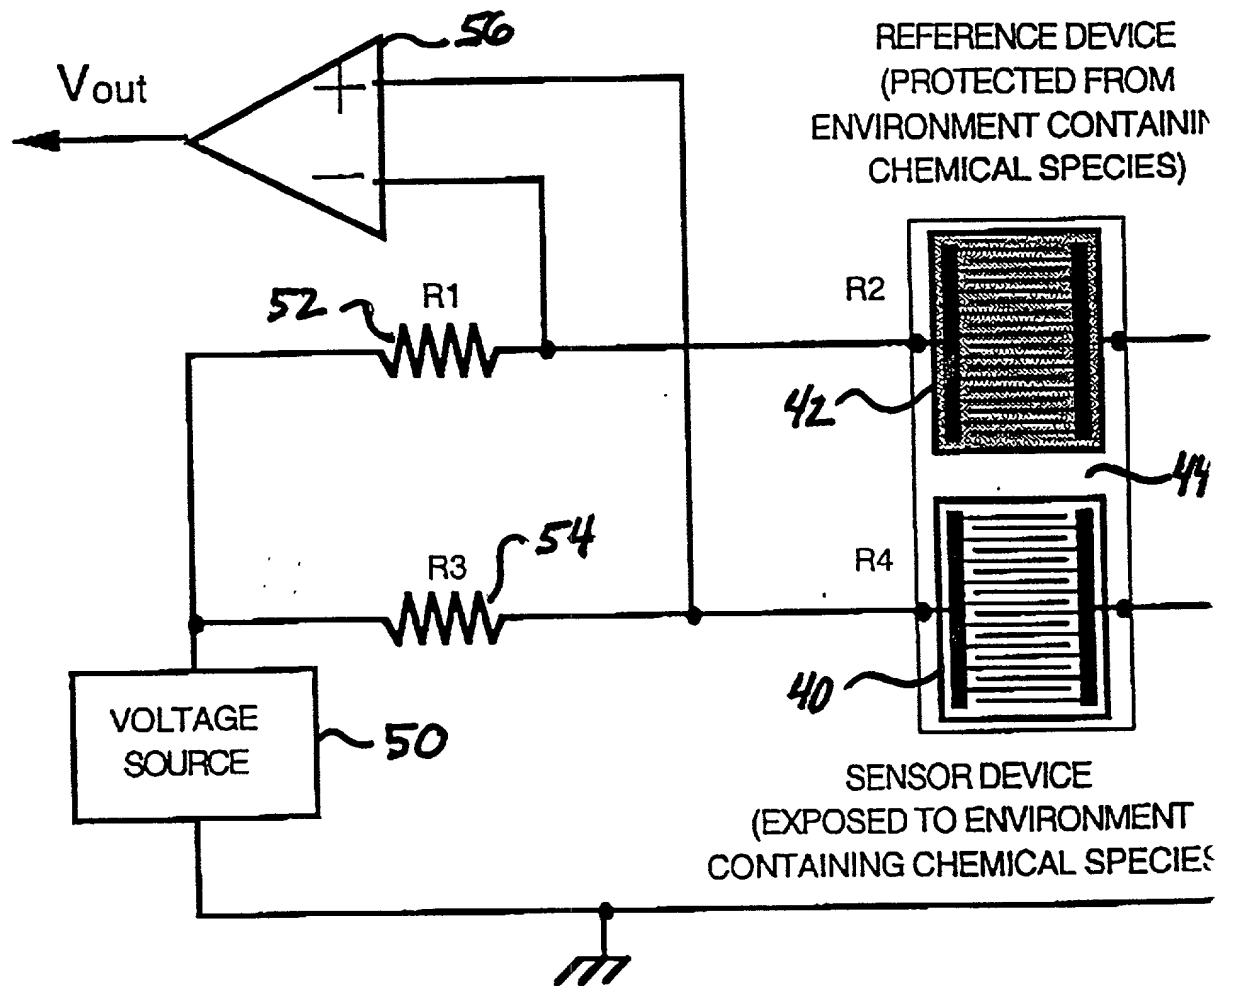 56
REFERENCE DEVICE
Vout
(PROTECTED FROM
+
ENVIRONMENT CONTAININ
CHEMICAL SPECIES)
−
52
R1
R2
42
44
54
R3
R4
40
VOLTAGE
SOURCE
50
SENSOR DEVICE
(EXPOSED TO ENVIRONMENT
CONTAINING CHEMICAL SPECIES